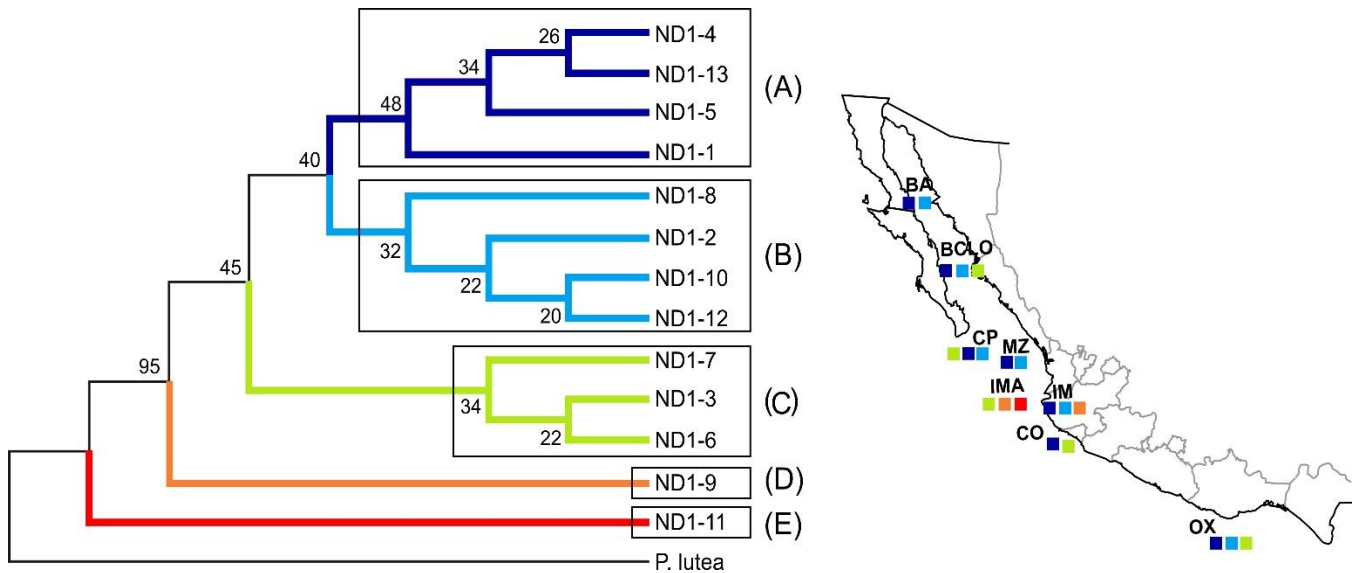 26
ND1-4
ND1-13
34
ND1-5
48
ND1-1
(A)
40
ND1-8
32
ND1-2
22
ND1-10
20
ND1-12
(B)
45
ND1-7
34
ND1-3
22
ND1-6
(C)
95
ND1-9
(D)
ND1-11
(E)
P. lutea
BA
BC LO
CP
MZ
IMA
IM
CO
OX